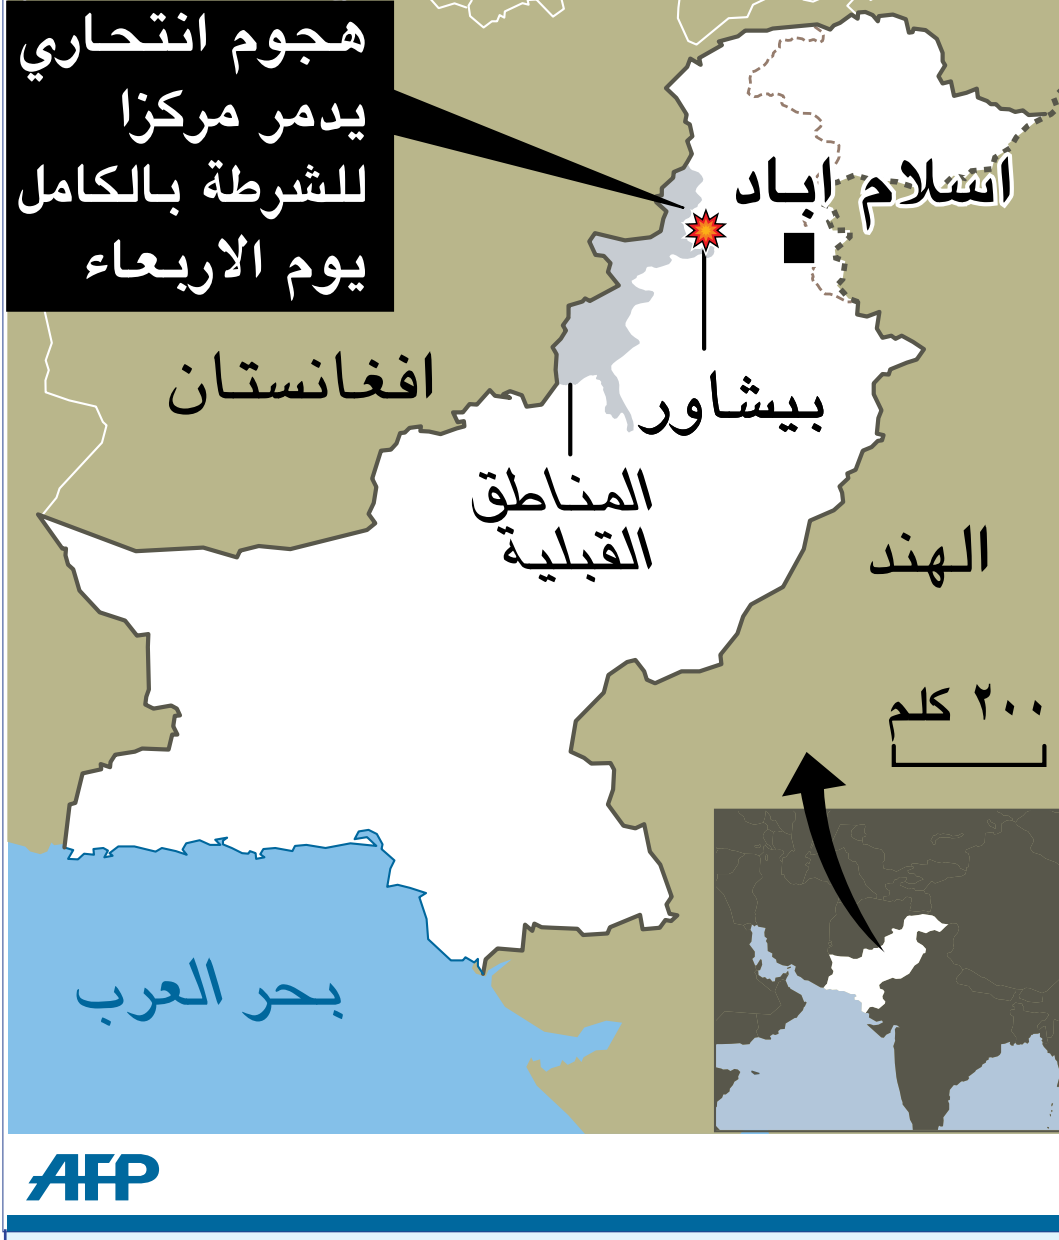 هجوم انتحاري
يدمر مركزا
للشرطة بالكامل
يوم الاربعاء
اسلام اباد
افغانستان
بيشاور
المناطق
القبلية
الهند
٢٠٠ كلم
بحر العرب
AFP